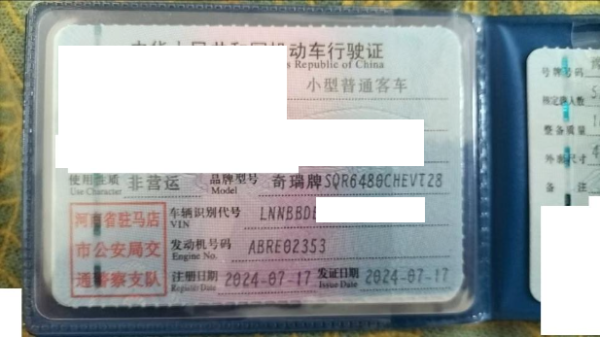 中华人民共和国机动车行驶证
s Republic of China
小型普通客车
使用性质 非营运 品牌型号 奇瑞牌SQR6480CHEVT28
Use Character Model
河南省驻马店
市公安局交
通警察支队
车辆识别代号 LNNBBD
VIN
发动机号码 ABRE02353
Engine No.
注册日期 2024-07-17 发证日期 2024-07-17
Register Date Issue Date
号牌号码
核定载人数 5
整备质量 1
外廓尺寸 4
备 注